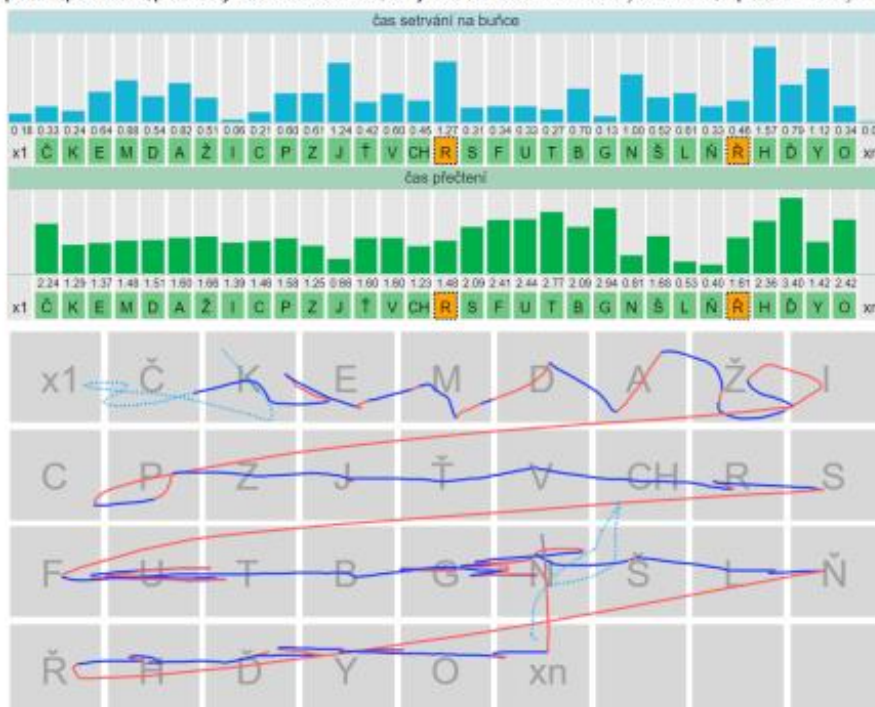 čas setrvání na buňce
0.18 0.33 0.24 0.64 0.88 0.54 0.82 0.51 0.06 0.21 0.60 0.61 1.24 0.42 0.60 0.45 1.27 0.31 0.34 0.33 0.27 0.70 0.13 1.00 0.52 0.61 0.33 0.46 1.57 0.79 1.12 0.34
x1 Č K E M D A Ž I C P Z J Ť V CH R S F U T B G N Š L Ň Ř H Ď Y O
čas přečtení
2.24 1.29 1.37 1.48 1.51 1.60 1.66 1.39 1.46 1.58 1.25 1.60 1.60 1.23 1.48 2.09 2.41 2.44 2.77 2.09 2.94 1.68 0.53 0.40 1.61 2.36 3.40 1.42 2.42
x1 Č K E M D A Ž I C P Z J Ť V CH R S F U T B G N Š L Ň Ř H Ď Y O
x1 Č K E M D A Ž I
C P Z J Ť V CH R S
F U T B G N Š L Ň
Ř H Ď Y O xn